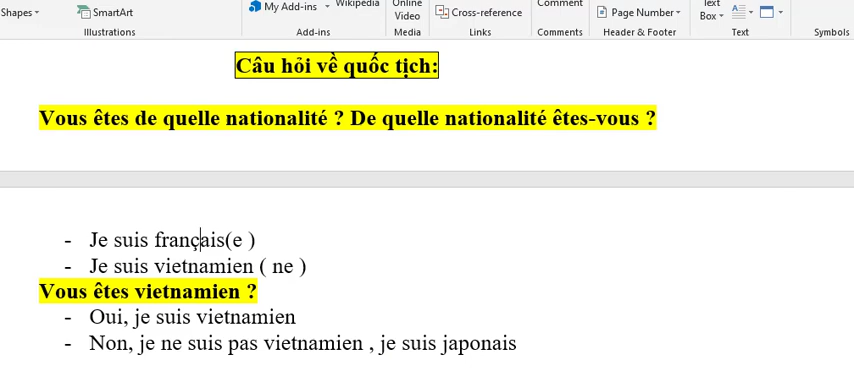 Shapes
SmartArt
My Add-ins
Wikipedia
Online
Video
Cross-reference
Comment
Page Number
Text
Box
Illustrations
Add-ins
Media
Links
Comments
Header & Footer
Text
Symbols
Câu hỏi về quốc tịch:
Vous êtes de quelle nationalité ? De quelle nationalité êtes-vous ?
- Je suis français(e )
- Je suis vietnamien ( ne )
Vous êtes vietnamien ?
- Oui, je suis vietnamien
- Non, je ne suis pas vietnamien , je suis japonais